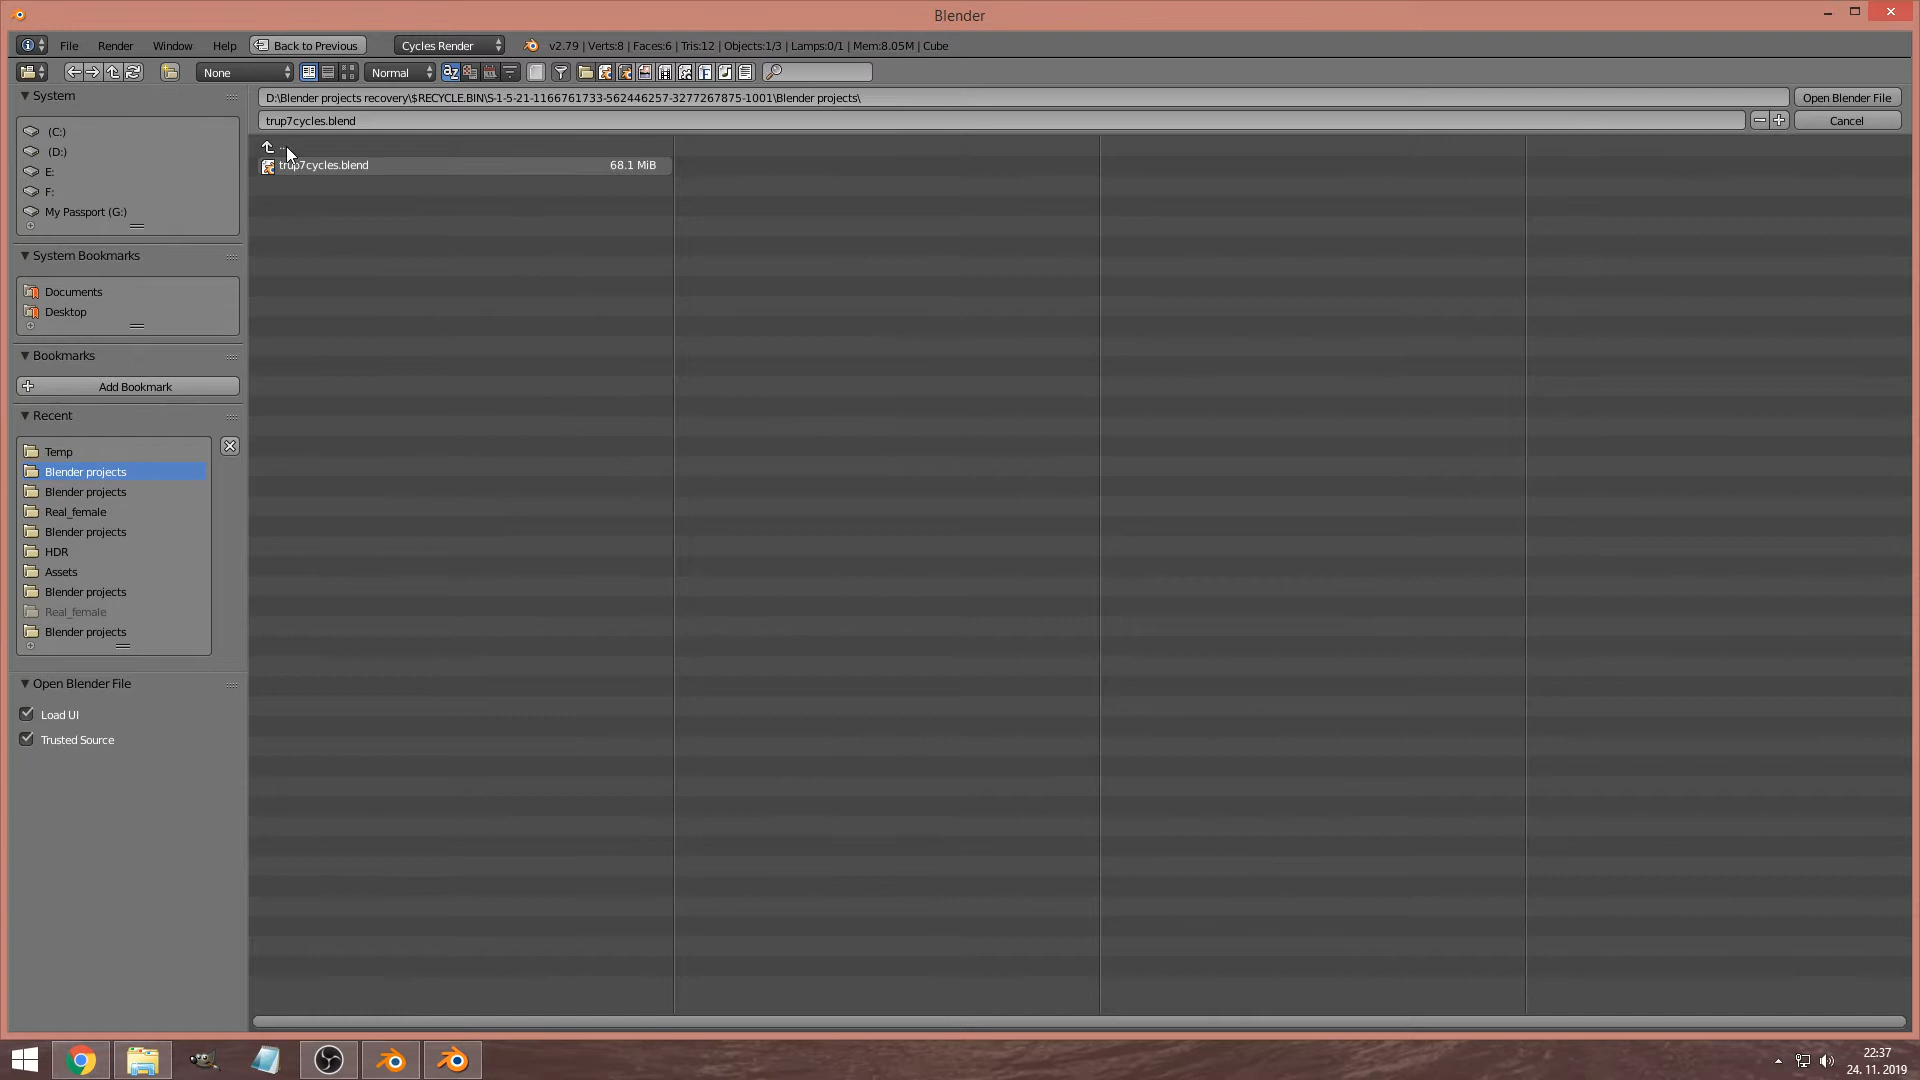 Blender
File Render Window Help Back to Previous Cycles Render v2.79 | Verts:8 | Faces:6 | Tris:12 | Objects:1/3 | Lamps:0/1 | Mem:8.05M | Cube
None Normal
System
D:\Blender projects recovery\$RECYCLE.BIN\S-1-5-21-1166761733-562446257-3277267875-1001\Blender projects\
Open Blender File
trup7cycles.blend
Cancel
(C:)
(D:)
E:
F:
My Passport (G:)
..
trup7cycles.blend 68.1 MiB
System Bookmarks
Documents
Desktop
Bookmarks
Add Bookmark
Recent
Temp
Blender projects
Blender projects
Real_female
Blender projects
HDR
Assets
Blender projects
Real_female
Blender projects
Open Blender File
Load UI
Trusted Source
22:37
24. 11. 2019